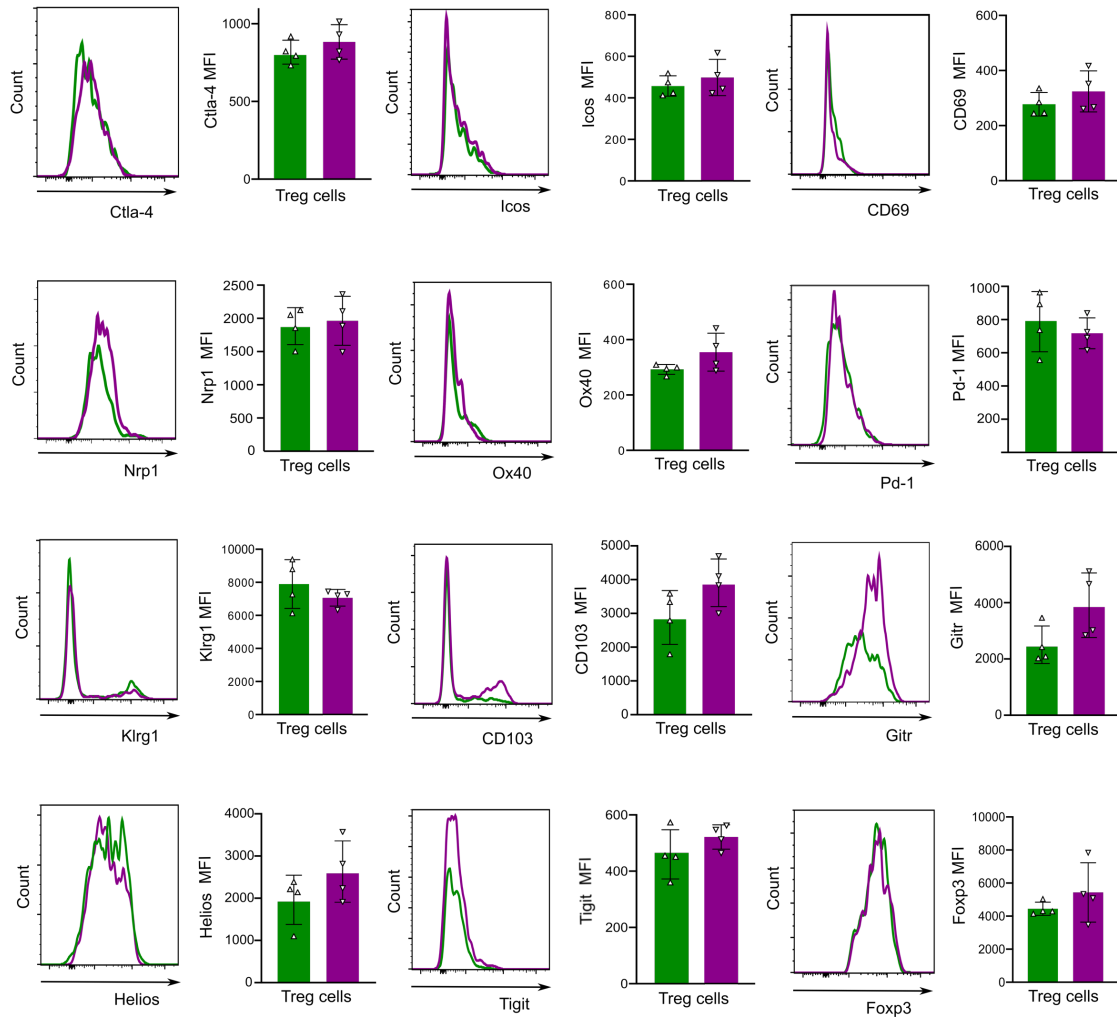 Count
Ctla-4
Ctla-4 MFI
1000
500
0
Treg cells
Count
Icos
Icos MFI
800
600
400
200
0
Treg cells
Count
CD69
CD69 MFI
600
400
200
0
Treg cells
Count
Nrp1
Nrp1 MFI
2500
2000
1500
1000
500
0
Treg cells
Count
Ox40
Ox40 MFI
600
400
200
0
Treg cells
Count
Pd-1
Pd-1 MFI
1000
800
600
400
200
Treg cells
Count
Klrg1
Klrg1 MFI
10000
8000
6000
4000
2000
0
Treg cells
Count
CD103
CD103 MFI
5000
4000
3000
2000
1000
0
Treg cells
Count
Gitr
Gitr MFI
6000
4000
2000
0
Treg cells
Count
Helios
Helios MFI
4000
3000
2000
1000
0
Treg cells
Count
Tigit
Tigit MFI
600
400
200
0
Treg cells
Count
Foxp3
Foxp3 MFI
10000
8000
6000
4000
2000
0
Treg cells